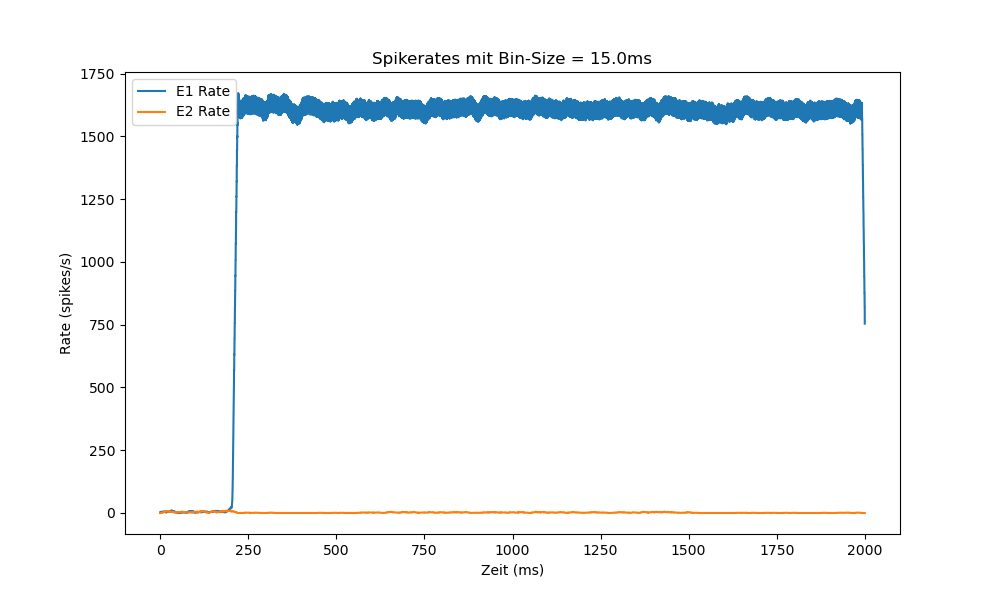 Spikerates mit Bin-Size = 15.0ms
E1 Rate
E2 Rate
1750
1500
1250
1000
750
500
250
0
Rate (spikes/s)
0 250 500 750 1000 1250 1500 1750 2000
Zeit (ms)